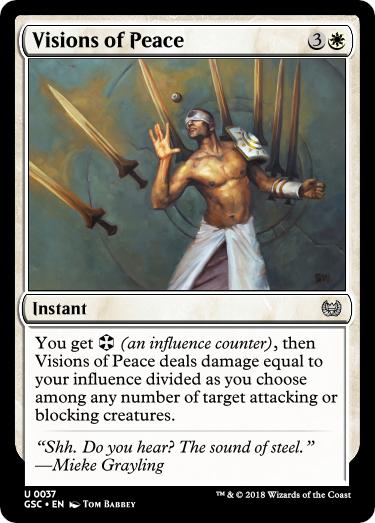 Visions of Peace 3
Instant
You get (an influence counter), then
Visions of Peace deals damage equal to
your influence divided as you choose
among any number of target attacking or
blocking creatures.
“Shh. Do you hear? The sound of steel.”
—Mieke Grayling
U 0037
GSC • EN Tom Babbey
™ & © 2018 Wizards of the Coast